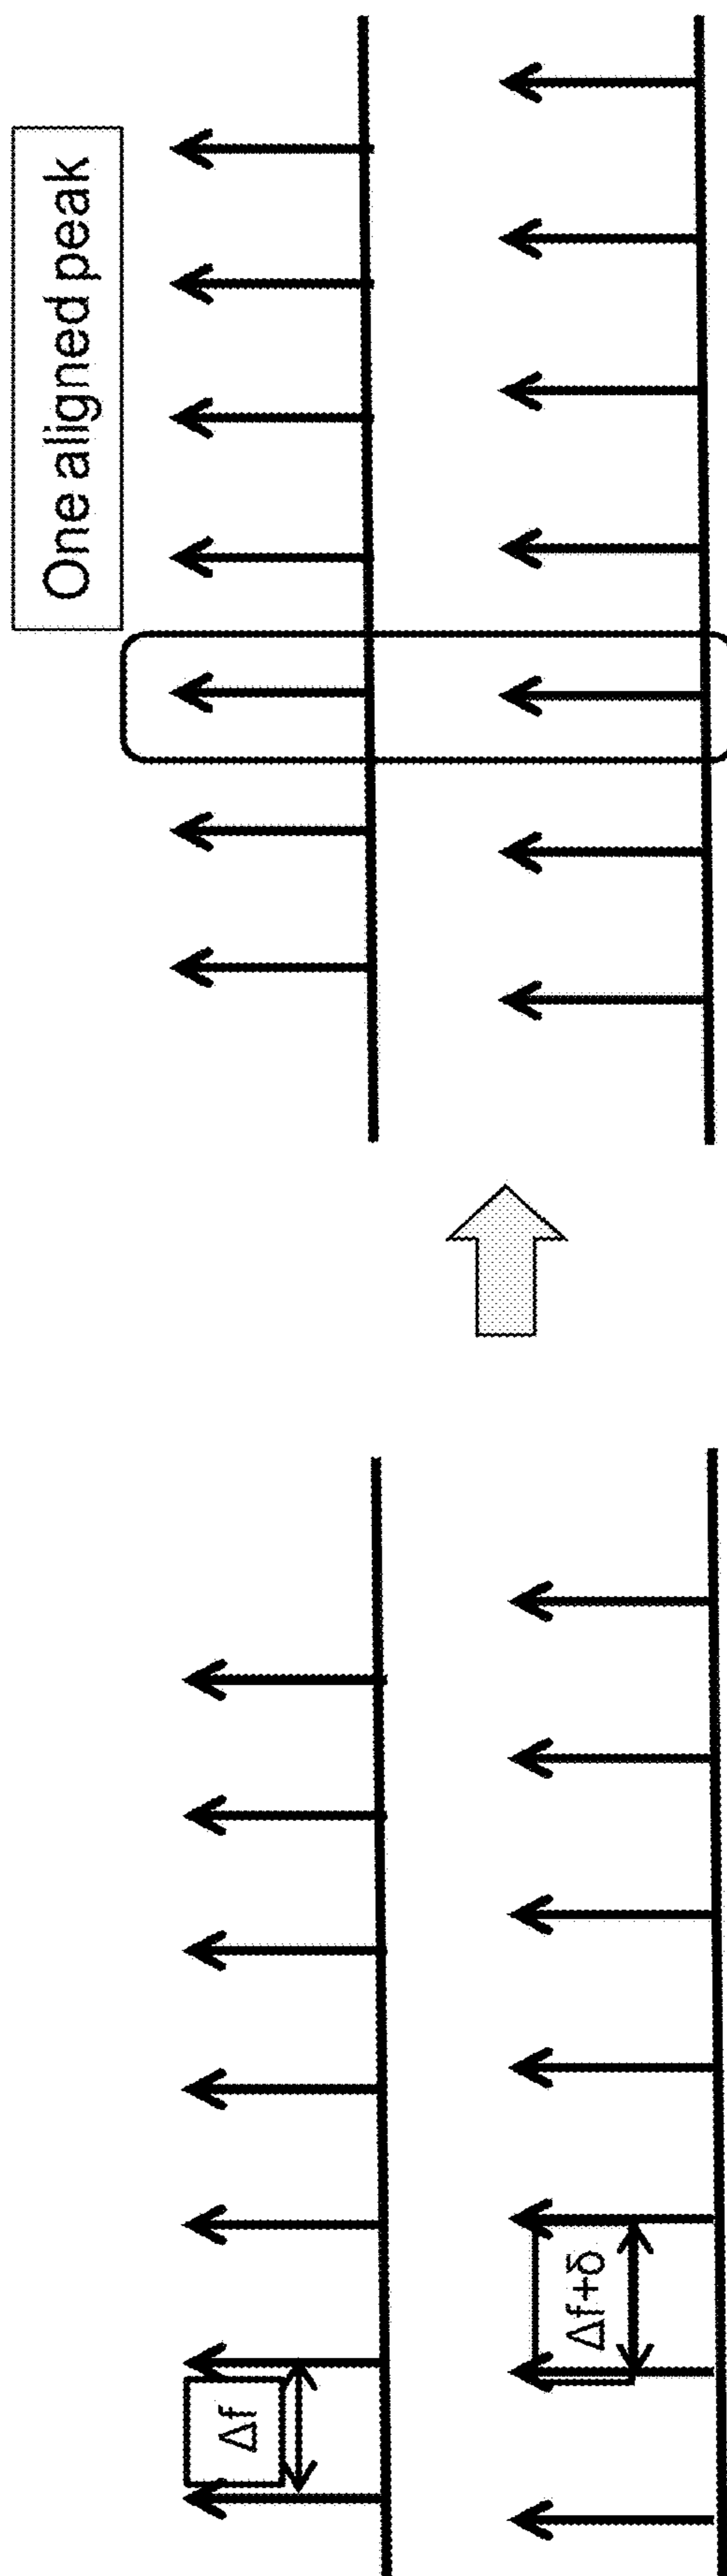 Δf
Δf+δ
One aligned peak